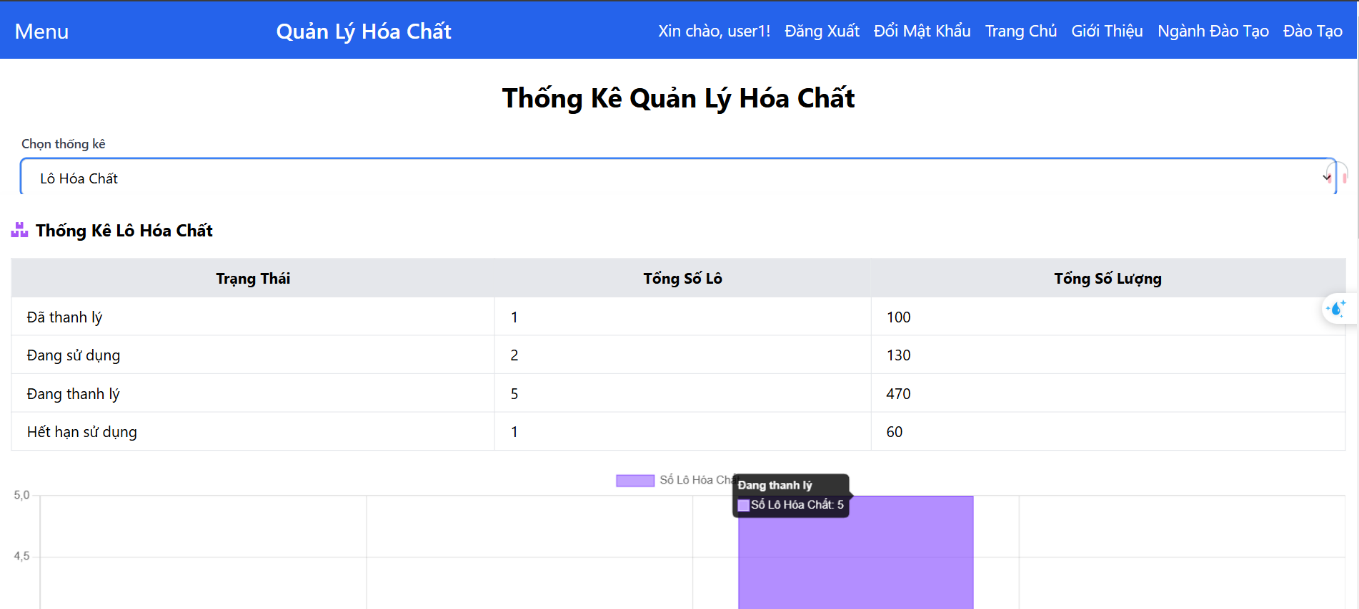 Menu Quản Lý Hóa Chất Xin chào, user1! Đăng Xuất Đổi Mật Khẩu Trang Chủ Giới Thiệu Ngành Đào Tạo Đào Tạo
Thống Kê Quản Lý Hóa Chất
Chọn thống kê
Lô Hóa Chất
Thống Kê Lô Hóa Chất
Trạng Thái Tổng Số Lô Tổng Số Lượng
Đã thanh lý 1 100
Đang sử dụng 2 130
Đang thanh lý 5 470
Hết hạn sử dụng 1 60
Số Lô Hóa
Đang thanh lý
Số Lô Hóa Chất: 5
5,0
4,5